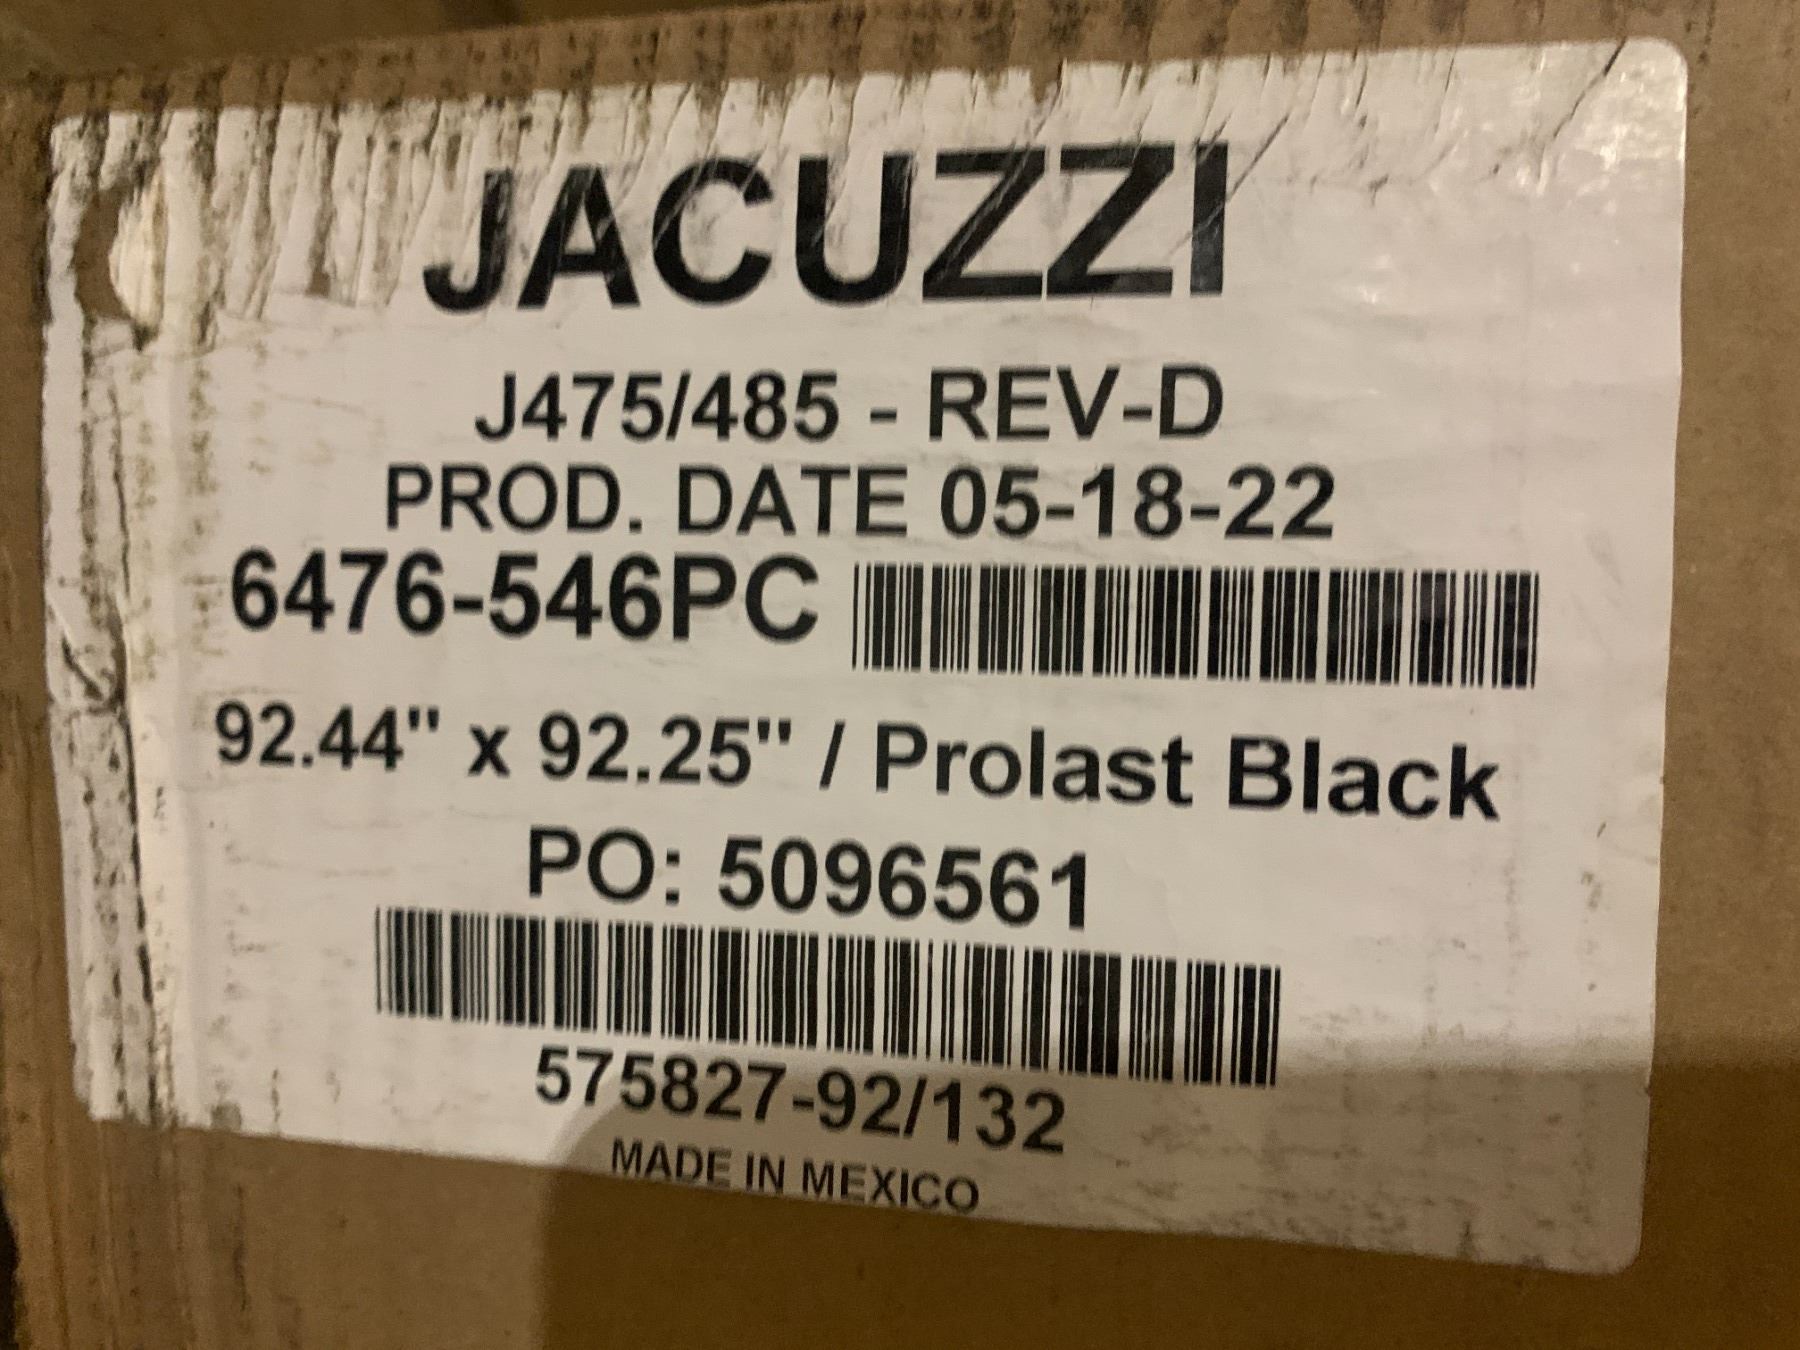 JACUZZI
J475/485 - REV-D
PROD. DATE 05-18-22
6476-546PC
92.44" x 92.25" / Prolast Black
PO: 5096561
575827-92/132
MADE IN MEXICO